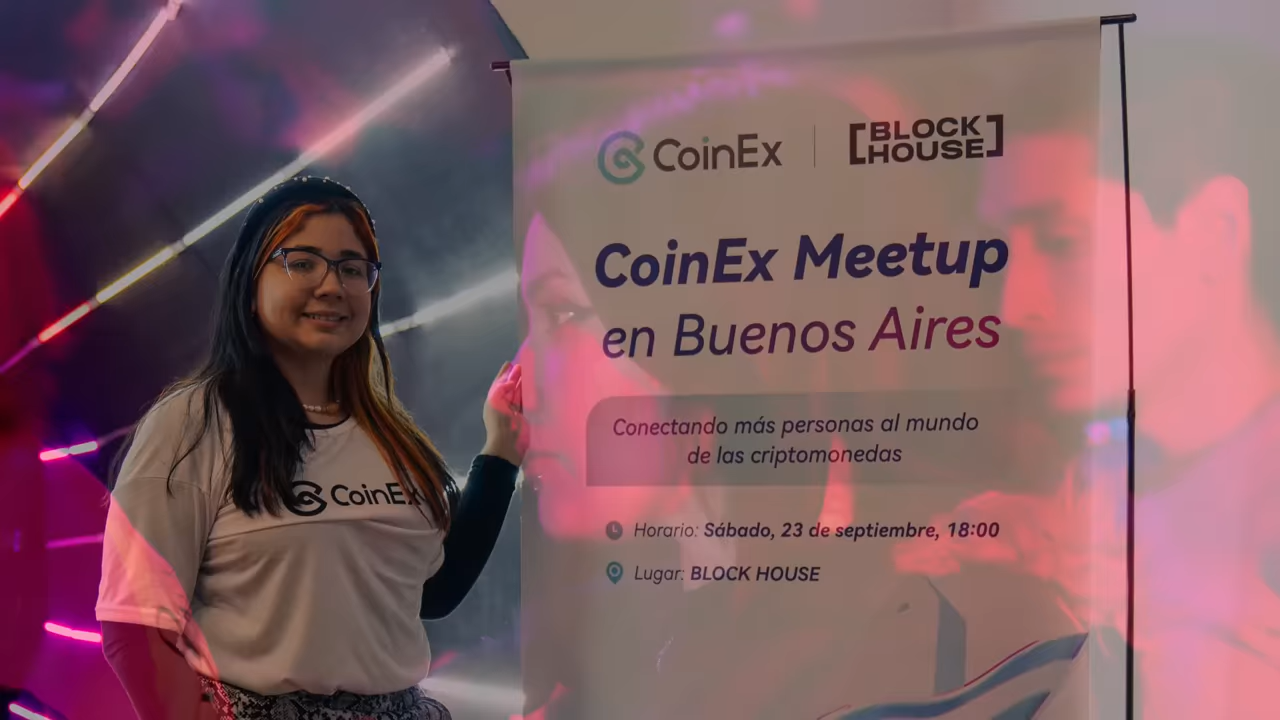 CoinEx
BLOCK
HOUSE
CoinEx Meetup
en Buenos Aires
Conectando más personas al mundo
de las criptomonedas
Horario: Sábado, 23 de septiembre, 18:00
Lugar: BLOCK HOUSE
CoinEx